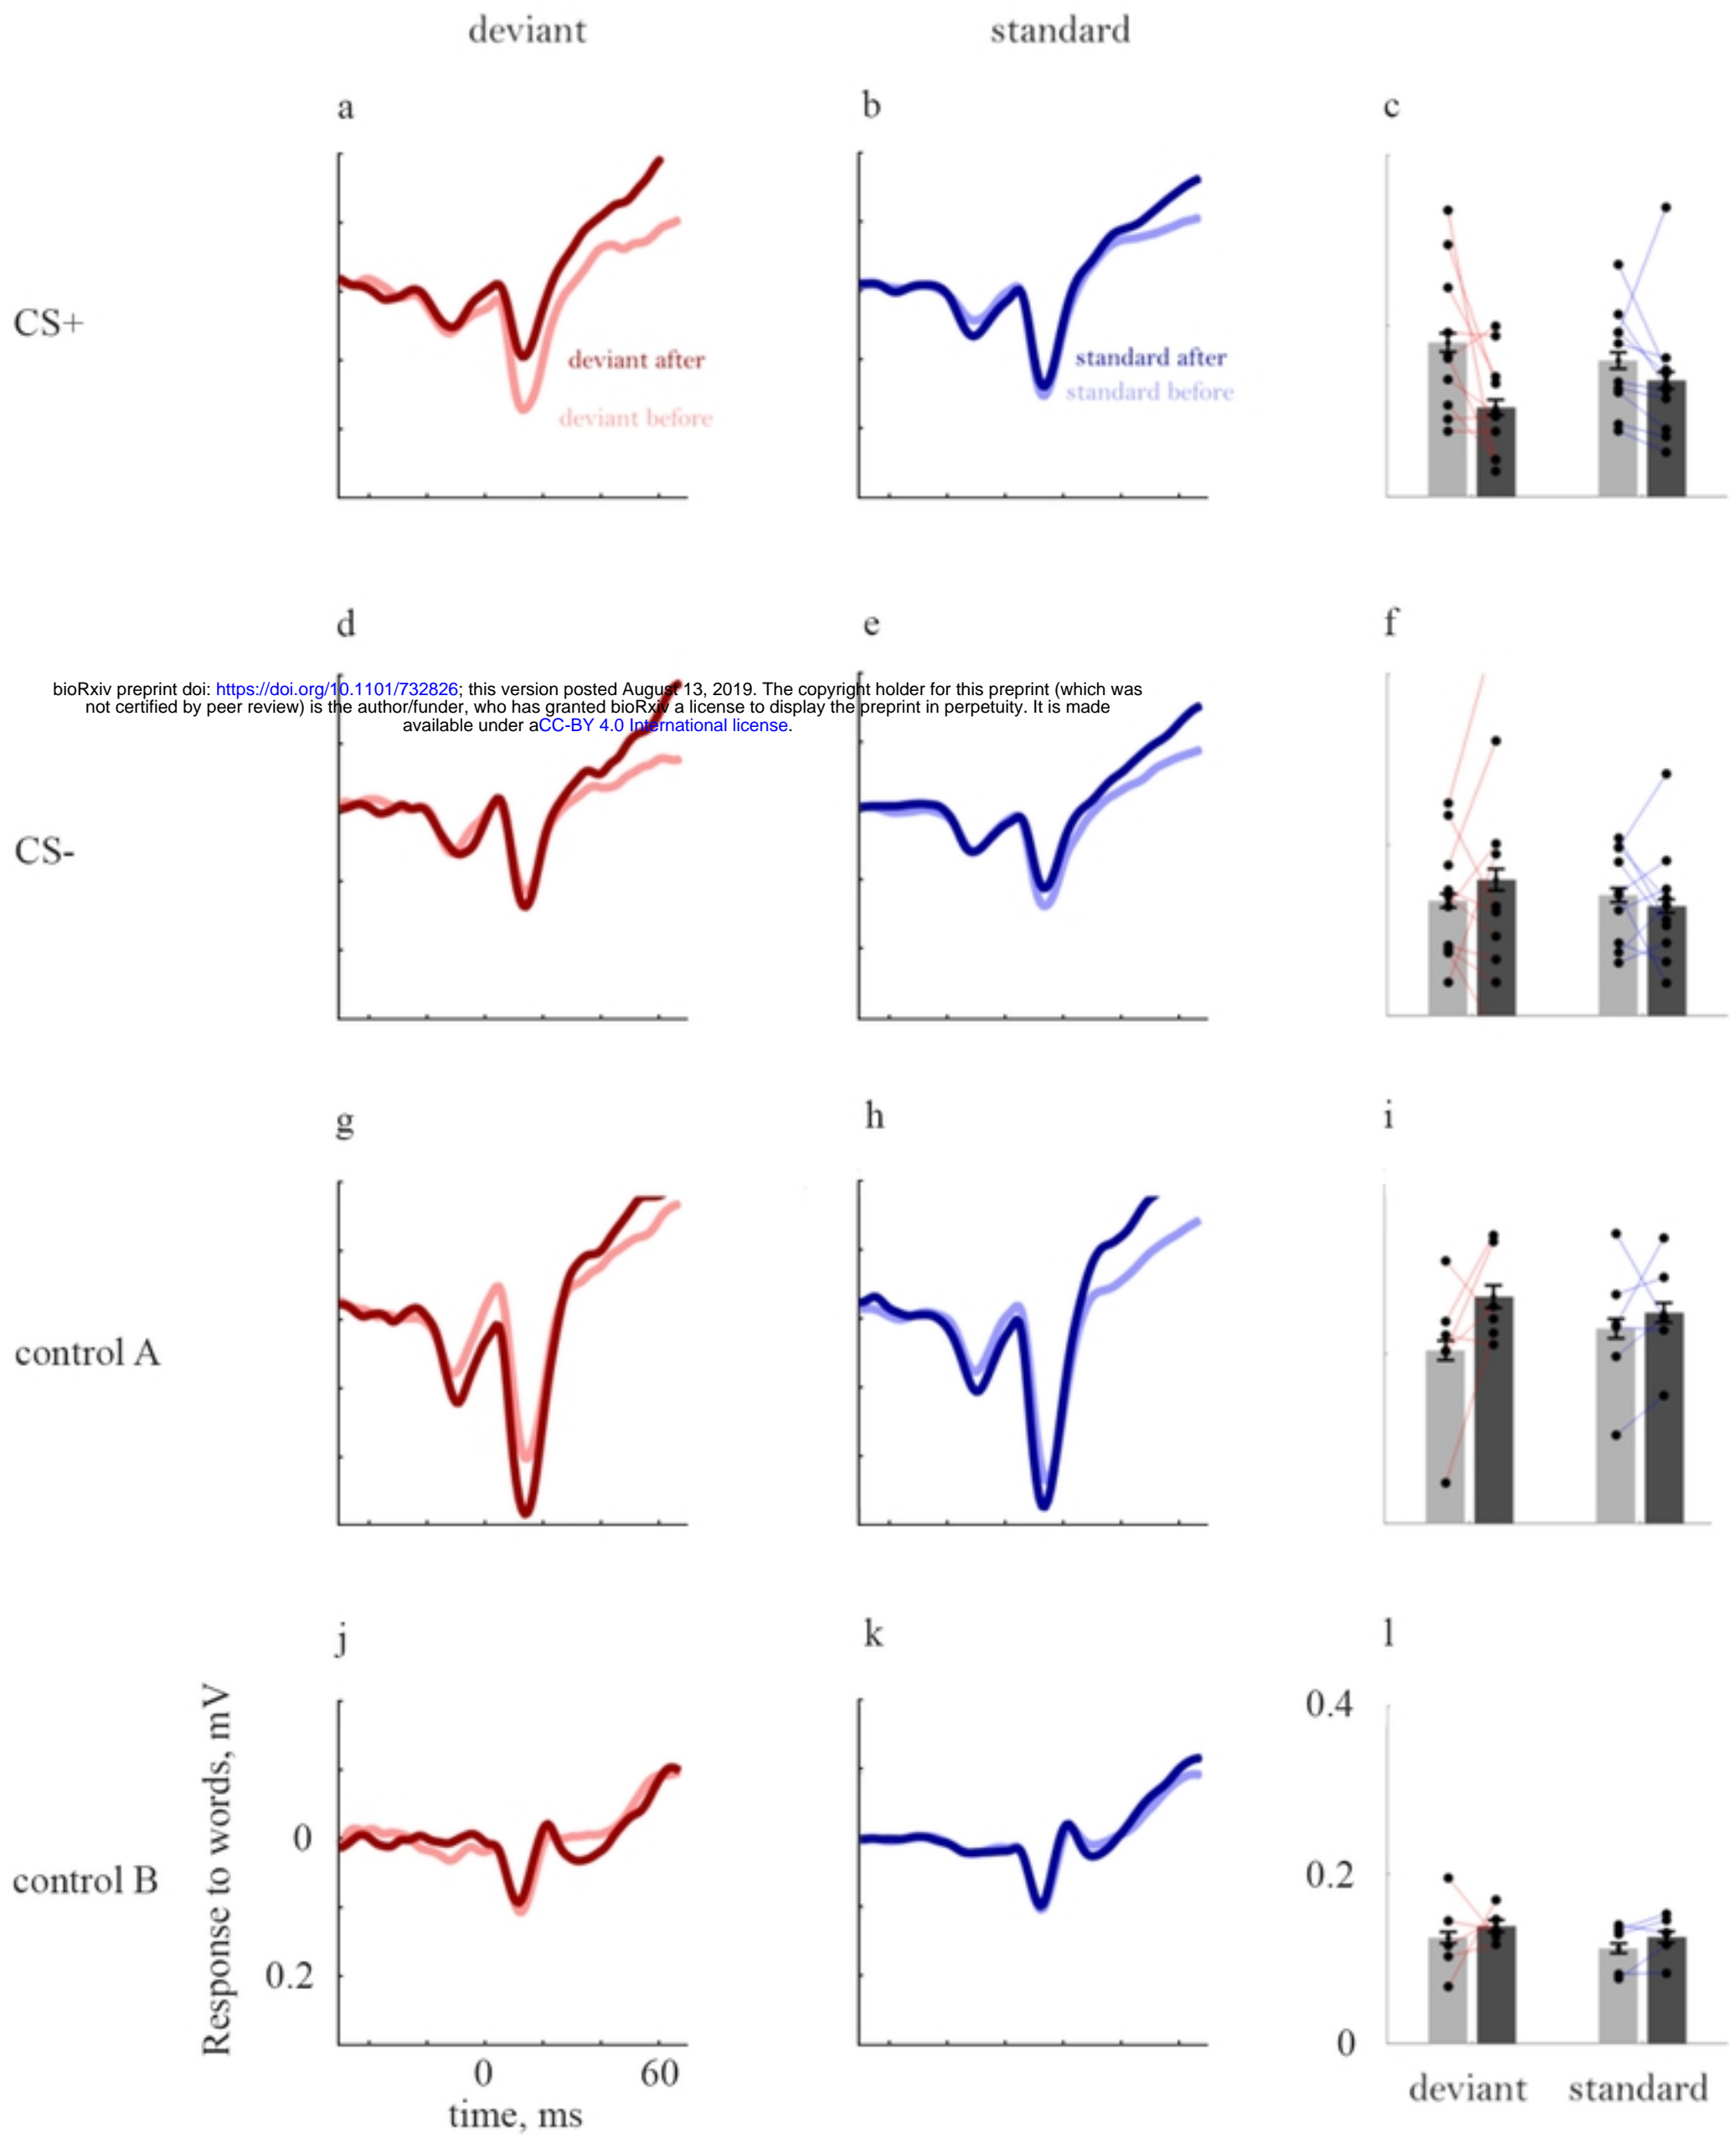 deviant standard
a b c
CS+
deviant after
deviant before
standard after
standard before
d e f
bioRxiv preprint doi: https://doi.org/10.1101/732826; this version posted August 13, 2019. The copyright holder for this preprint (which was
not certified by peer review) is the author/funder, who has granted bioRxiv a license to display the preprint in perpetuity. It is made
available under aCC-BY 4.0 International license.
CS-
g h i
control A
j k l
control B
Response to words, mV
0
0.2
0.4
0.2
0
0 60
time, ms
deviant standard